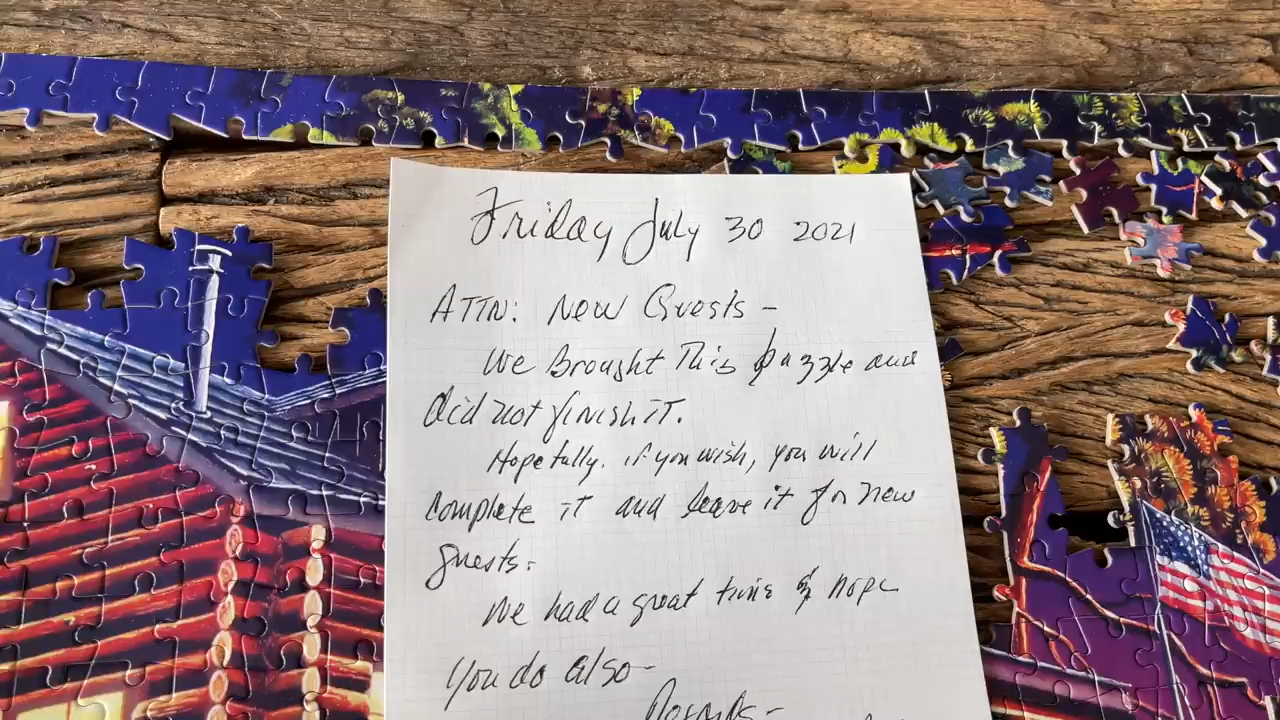 Friday July 30 2021
ATTN: New Guests -
We Brought This puzzle and
did not finish it.
Hopefully. if you wish, you will
complete it and leave it for new
guests.
We had a great time & hope
you do also -